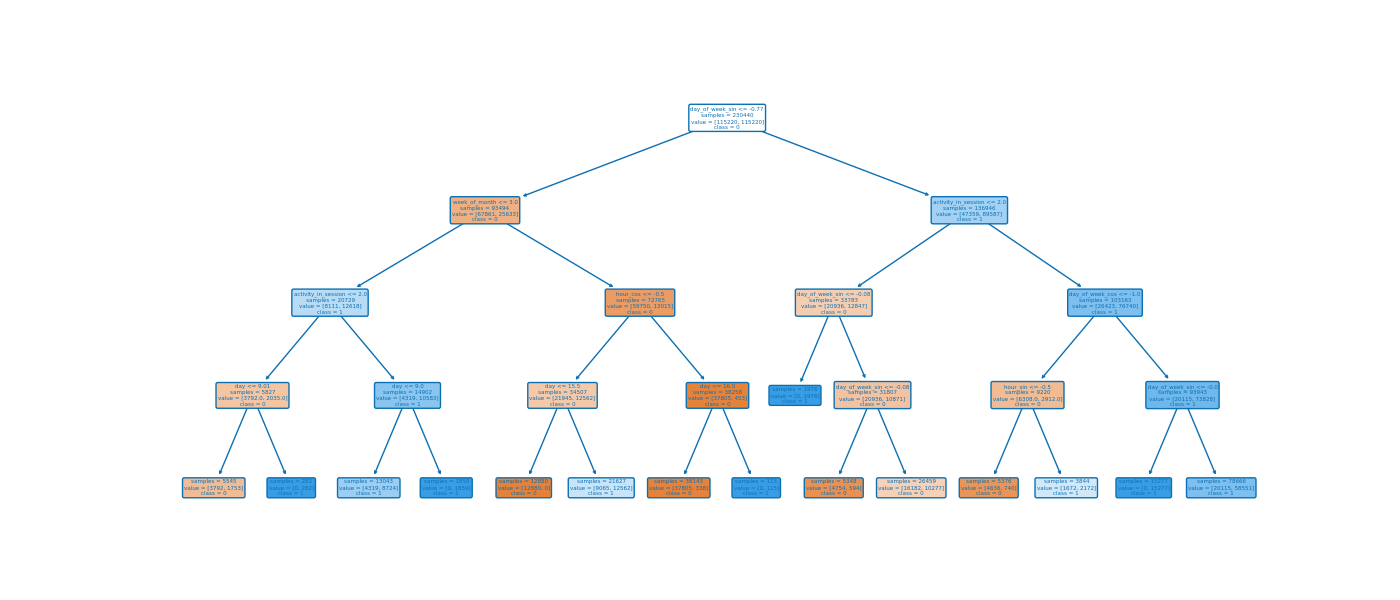 day_of_week_sin <= -0.77
samples = 230440
value = [115220, 115220]
class = 0
week_of_month <= 3.0
samples = 93494
value = [67861, 25633]
class = 0
activity_in_session <= 2.0
samples = 136946
value = [47359, 89587]
class = 1
activity_in_session <= 2.0
samples = 20729
value = [8111, 12618]
class = 1
hour_cos <= -0.5
samples = 72765
value = [59750, 13015]
class = 0
day_of_week_sin <= -0.08
samples = 33783
value = [20936, 12847]
class = 0
day_of_week_cos <= -1.0
samples = 103163
value = [26423, 76740]
class = 1
day <= 9.01
samples = 5827
value = [3792.0, 2035.0]
class = 0
day <= 9.0
samples = 14902
value = [4319, 10583]
class = 1
day <= 15.5
samples = 34507
value = [21945, 12562]
class = 0
day <= 16.0
samples = 38258
value = [37805, 453]
class = 0
samples = 1976
value = [0, 1976]
class = 1
day_of_week_sin <= -0.08
samples = 31807
value = [20936, 10871]
class = 0
hour_sin <= -0.5
samples = 9220
value = [6308.0, 2912.0]
class = 0
day_of_week_sin <= -0.0
samples = 93943
value = [20115, 73828]
class = 1
samples = 5545
value = [3792, 1753]
class = 0
samples = 282
value = [0, 282]
class = 1
samples = 13043
value = [4319, 8724]
class = 1
samples = 1859
value = [0, 1859]
class = 1
samples = 12880
value = [12880, 0]
class = 0
samples = 21627
value = [9065, 12562]
class = 1
samples = 38143
value = [37805, 338]
class = 0
samples = 115
value = [0, 115]
class = 1
samples = 5348
value = [4754, 594]
class = 0
samples = 26459
value = [16182, 10277]
class = 0
samples = 5376
value = [4636, 740]
class = 0
samples = 3844
value = [1672, 2172]
class = 1
samples = 15277
value = [0, 15277]
class = 1
samples = 78666
value = [20115, 58551]
class = 1